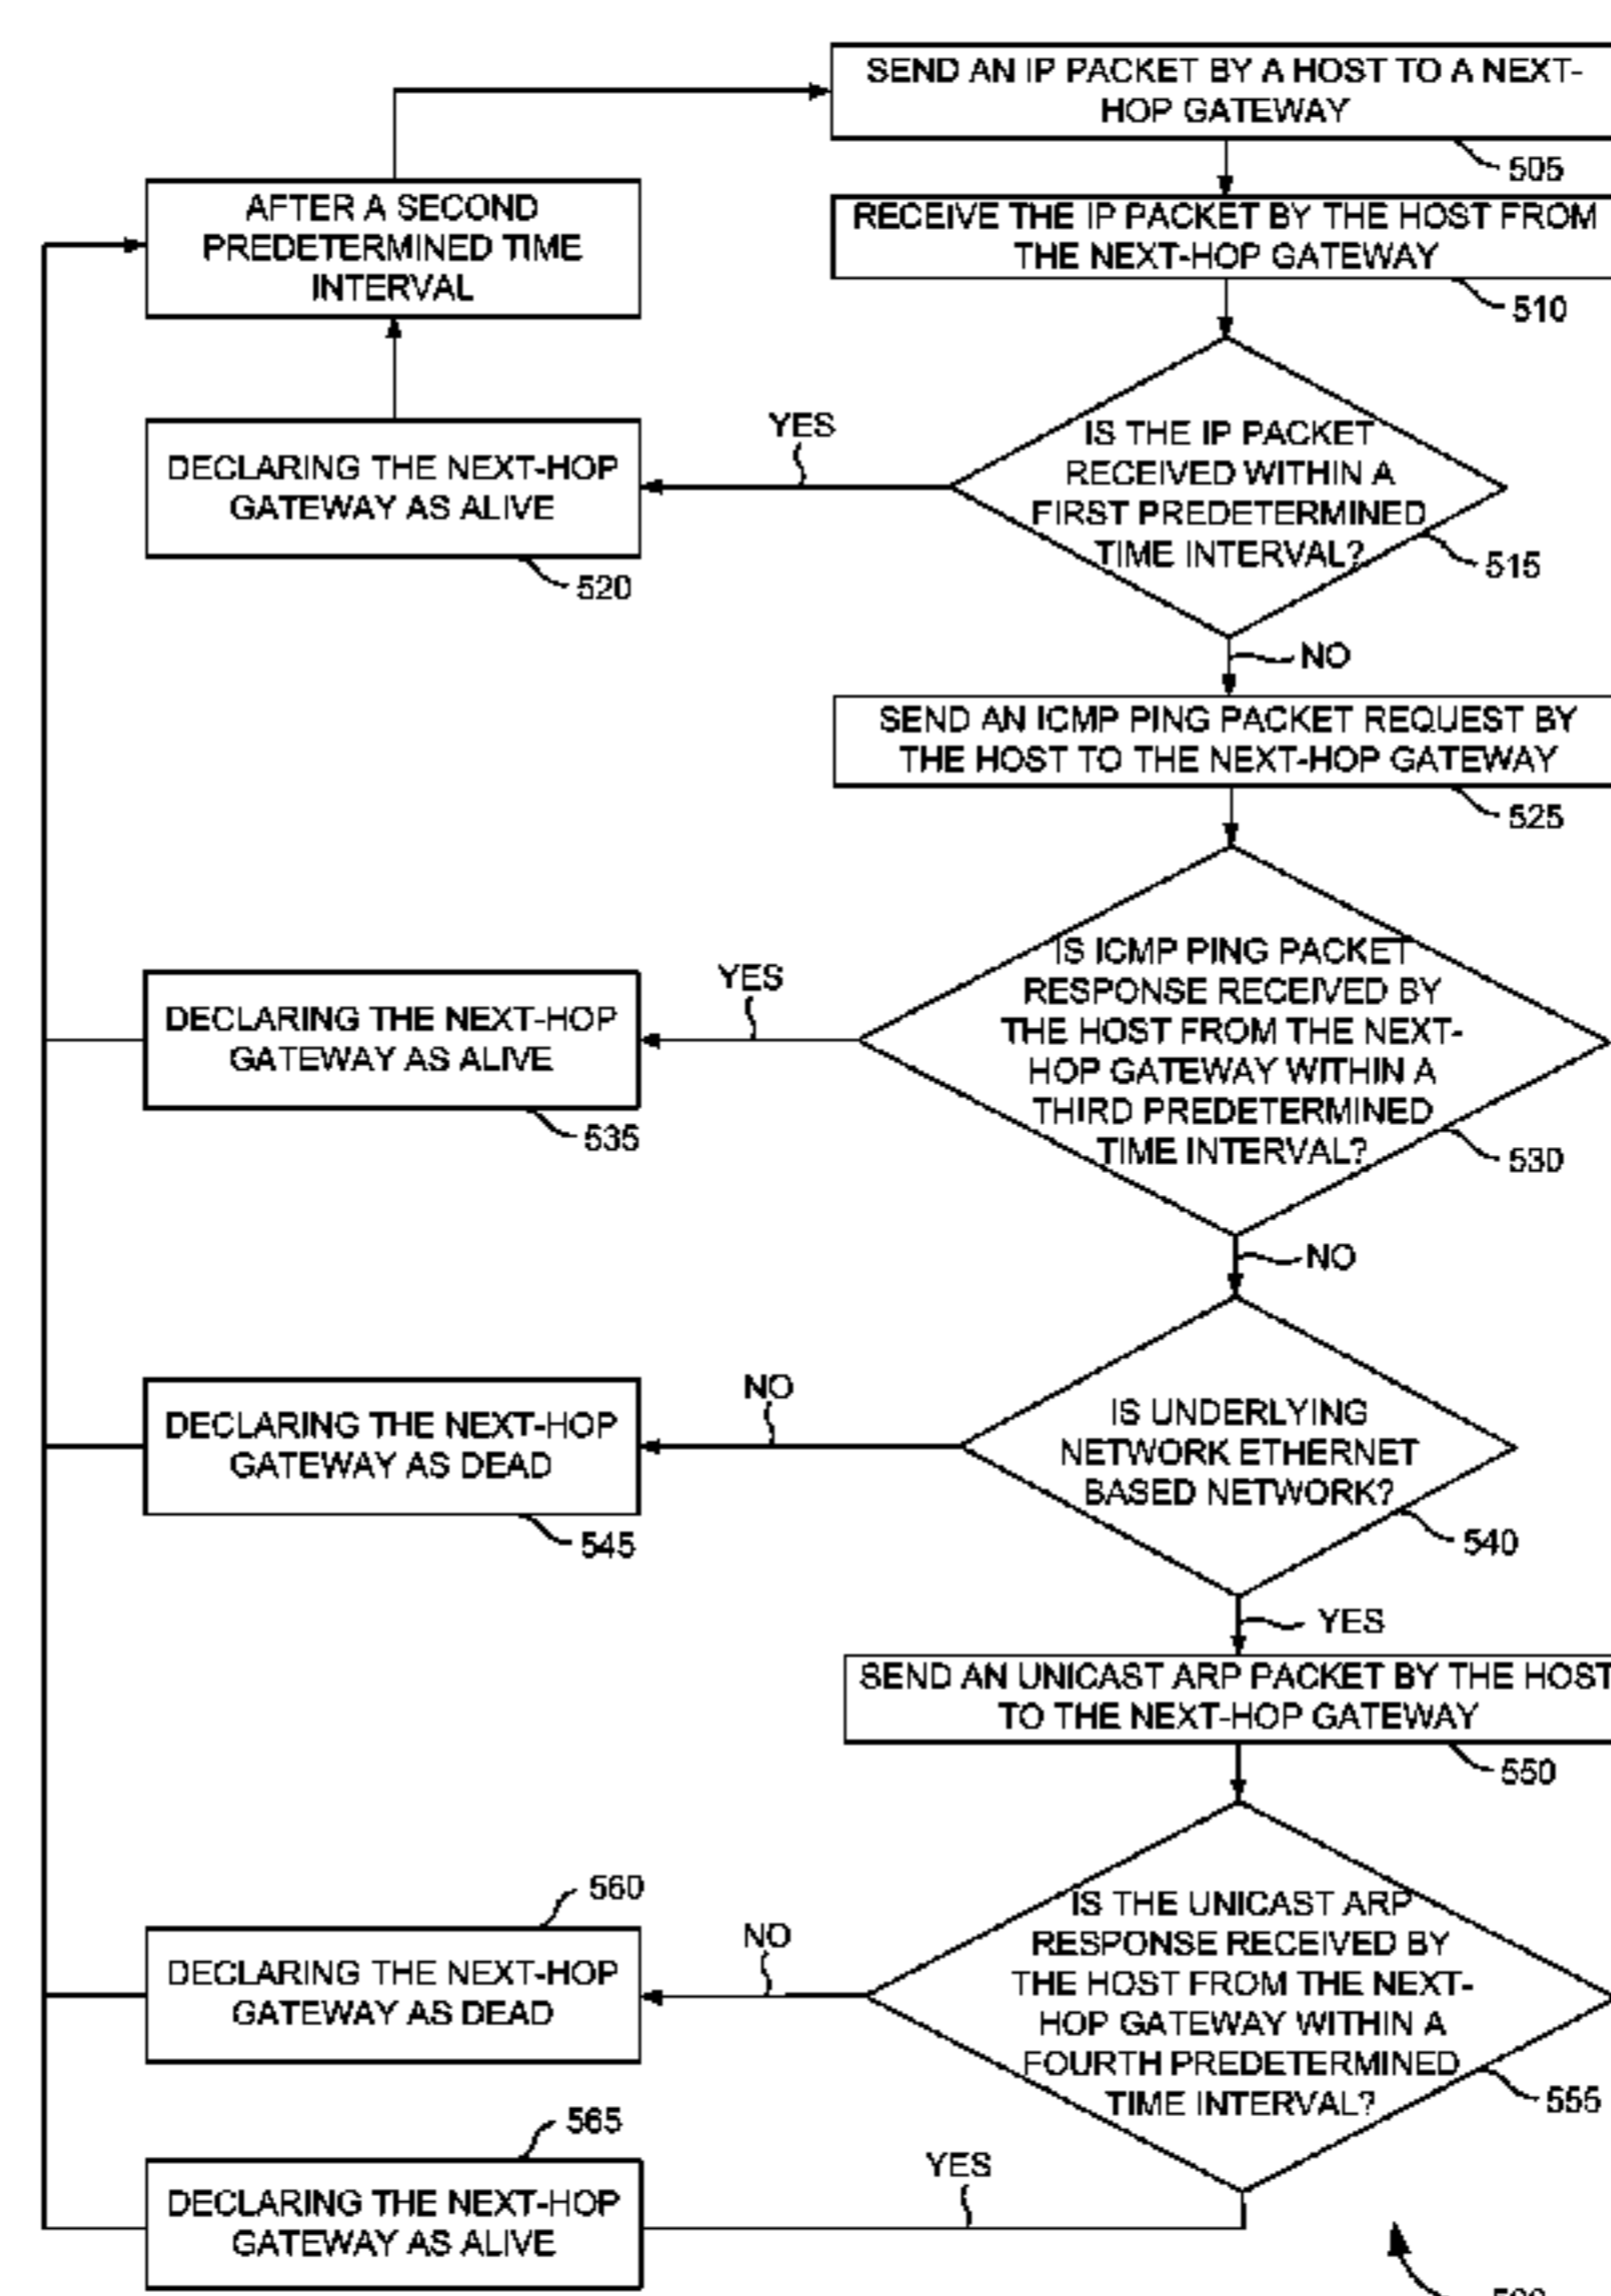 SEND AN IP PACKET BY A HOST TO A NEXT-
HOP GATEWAY
505
AFTER A SECOND
PREDETERMINED TIME
INTERVAL
RECEIVE THE IP PACKET BY THE HOST FROM
THE NEXT-HOP GATEWAY
510
IS THE IP PACKET
RECEIVED WITHIN A
FIRST PREDETERMINED
TIME INTERVAL?
515
YES
DECLARING THE NEXT-HOP
GATEWAY AS ALIVE
520
NO
SEND AN ICMP PING PACKET REQUEST BY
THE HOST TO THE NEXT-HOP GATEWAY
525
IS ICMP PING PACKET
RESPONSE RECEIVED BY
THE HOST FROM THE NEXT-
HOP GATEWAY WITHIN A
THIRD PREDETERMINED
TIME INTERVAL?
530
YES
DECLARING THE NEXT-HOP
GATEWAY AS ALIVE
535
NO
IS UNDERLYING
NETWORK ETHERNET
BASED NETWORK?
540
NO
DECLARING THE NEXT-HOP
GATEWAY AS DEAD
545
YES
SEND AN UNICAST ARP PACKET BY THE HOST
TO THE NEXT-HOP GATEWAY
550
IS THE UNICAST ARP
RESPONSE RECEIVED BY
THE HOST FROM THE NEXT-
HOP GATEWAY WITHIN A
FOURTH PREDETERMINED
TIME INTERVAL?
555
NO
560
DECLARING THE NEXT-HOP
GATEWAY AS DEAD
YES
565
DECLARING THE NEXT-HOP
GATEWAY AS ALIVE